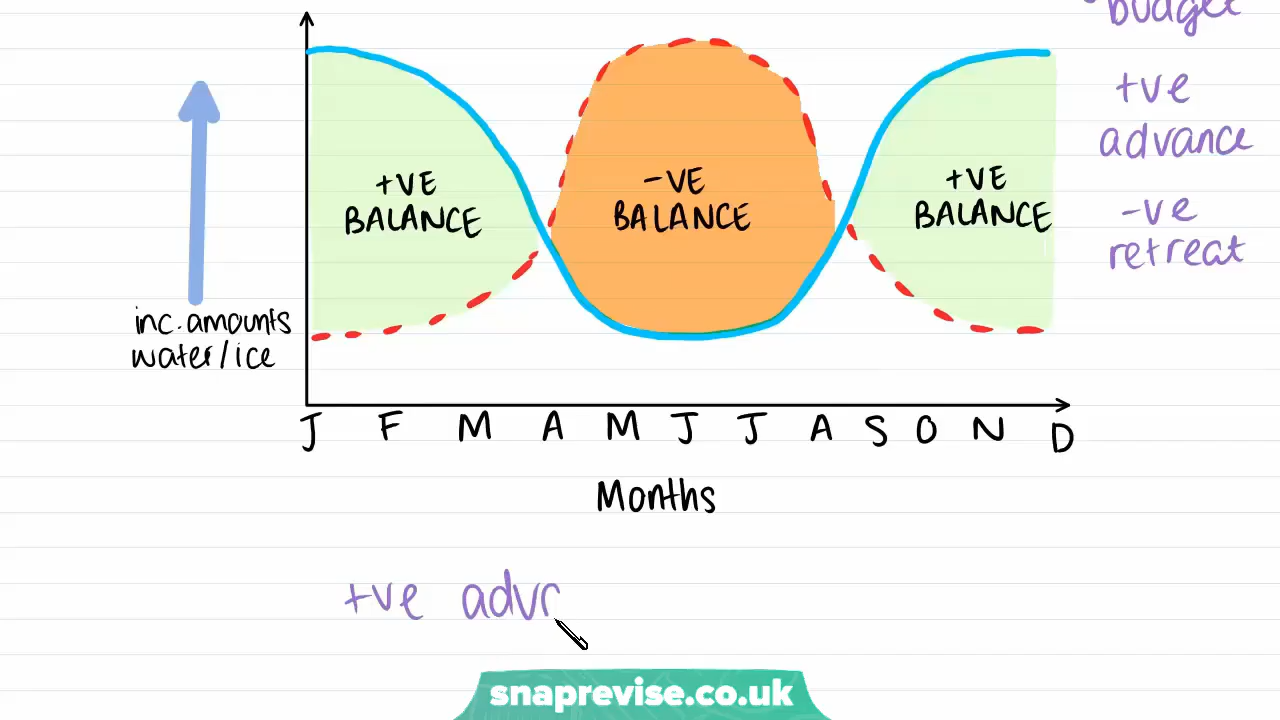 budget
+ve
advance
-ve
retreat
+VE
BALANCE
-VE
BALANCE
+VE
BALANCE
inc. amounts
water/ice
J F M A M J J A S O N D
Months
+ve adv
snaprevise.co.uk